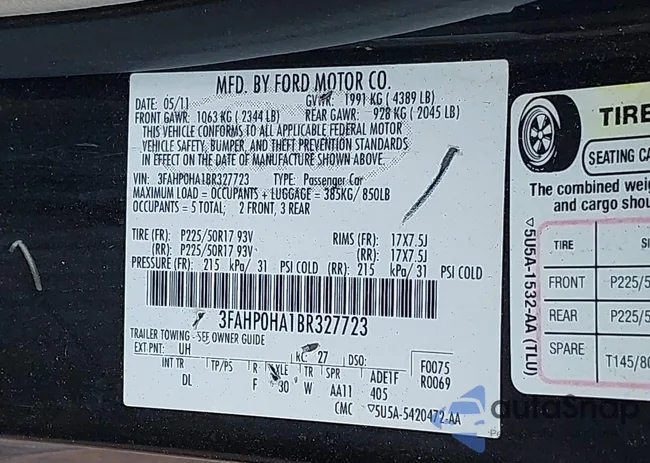 MFD. BY FORD MOTOR CO.
DATE: 05/11 GVWR: 1991 KG ( 4389 LB)
FRONT GAWR: 1063 KG ( 2344 LB) REAR GAWR: 928 KG ( 2045 LB)
THIS VEHICLE CONFORMS TO ALL APPLICABLE FEDERAL MOTOR
VEHICLE SAFETY, BUMPER, AND THEFT PREVENTION STANDARDS
IN EFFECT ON THE DATE OF MANUFACTURE SHOWN ABOVE.
VIN: 3FAHP0HA1BR327723 TYPE: Passenger Car
MAXIMUM LOAD = OCCUPANTS + LUGGAGE = 385KG/ 850LB
OCCUPANTS = 5 TOTAL; 2 FRONT, 3 REAR
TIRE (FR): P225/50R17 93V RIMS (FR): 17X7.5J
(RR): P225/50R17 93V (RR): 17X7.5J
PRESSURE (FR): 215 kPa/ 31 PSI COLD (RR): 215 kPa/ 31 PSI COLD
3FAHP0HA1BR327723
TRAILER TOWING - SEE OWNER GUIDE
EXT PNT: UH RC: 27 DSO: F0075
INT TR TP/PS R AXLE TR SPR ADE1F R0069
DL F 30 W AA11 405
CMC ▽5U5A-5420472-AA
TIRE
SEATING CA
The combined weig
and cargo shou
▽5U5A-1532-AA (TLU)
TIRE SI
FRONT P225/5
REAR P225/5
SPARE T145/80
autaSnap